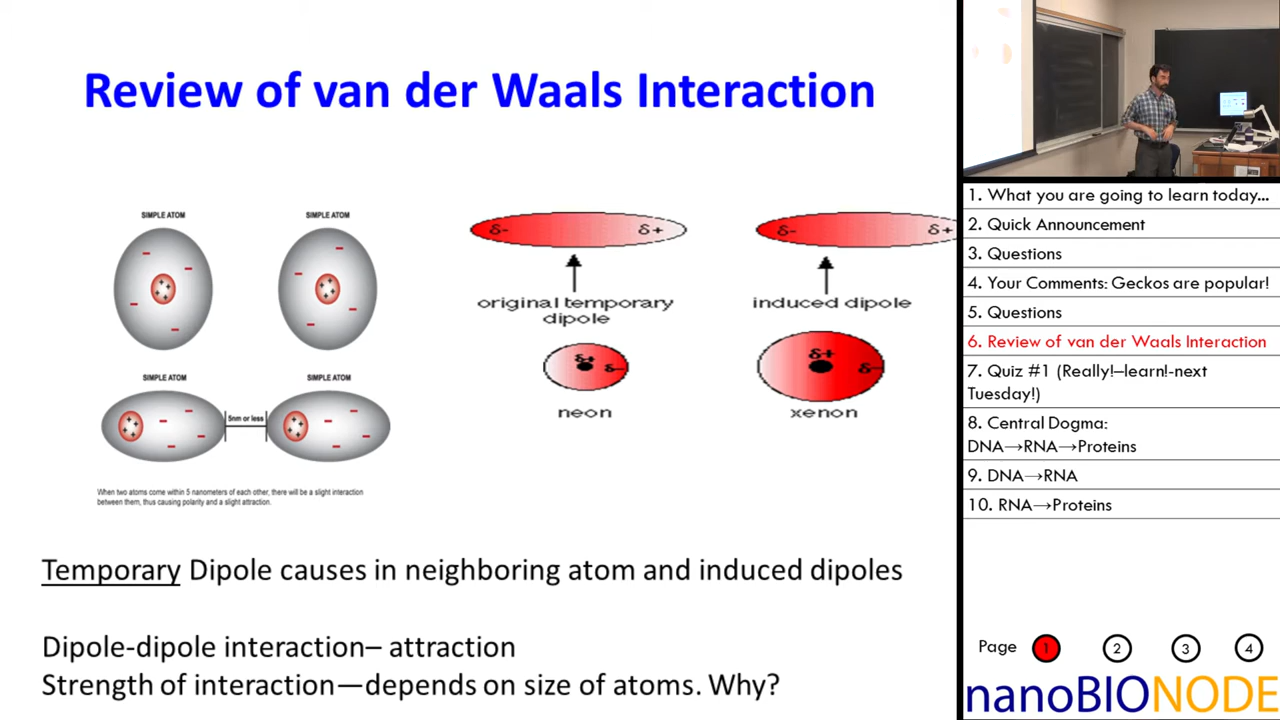 Review of van der Waals Interaction
SIMPLE ATOM
SIMPLE ATOM
SIMPLE ATOM
SIMPLE ATOM
5nm or less
When two atoms come within 5 nanometers of each other, there will be a slight interaction
between them, thus causing polarity and a slight attraction.
δ-
δ+
δ-
δ+
original temporary
dipole
induced dipole
δ+
δ-
δ+
δ-
neon
xenon
Temporary Dipole causes in neighboring atom and induced dipoles
Dipole-dipole interaction– attraction
Strength of interaction—depends on size of atoms. Why?
1. What you are going to learn today...
2. Quick Announcement
3. Questions
4. Your Comments: Geckos are popular!
5. Questions
6. Review of van der Waals Interaction
7. Quiz #1 (Really!–learn!-next
Tuesday!)
8. Central Dogma:
DNA→RNA→Proteins
9. DNA→RNA
10. RNA→Proteins
Page 1 2 3 4
nanoBIONODE